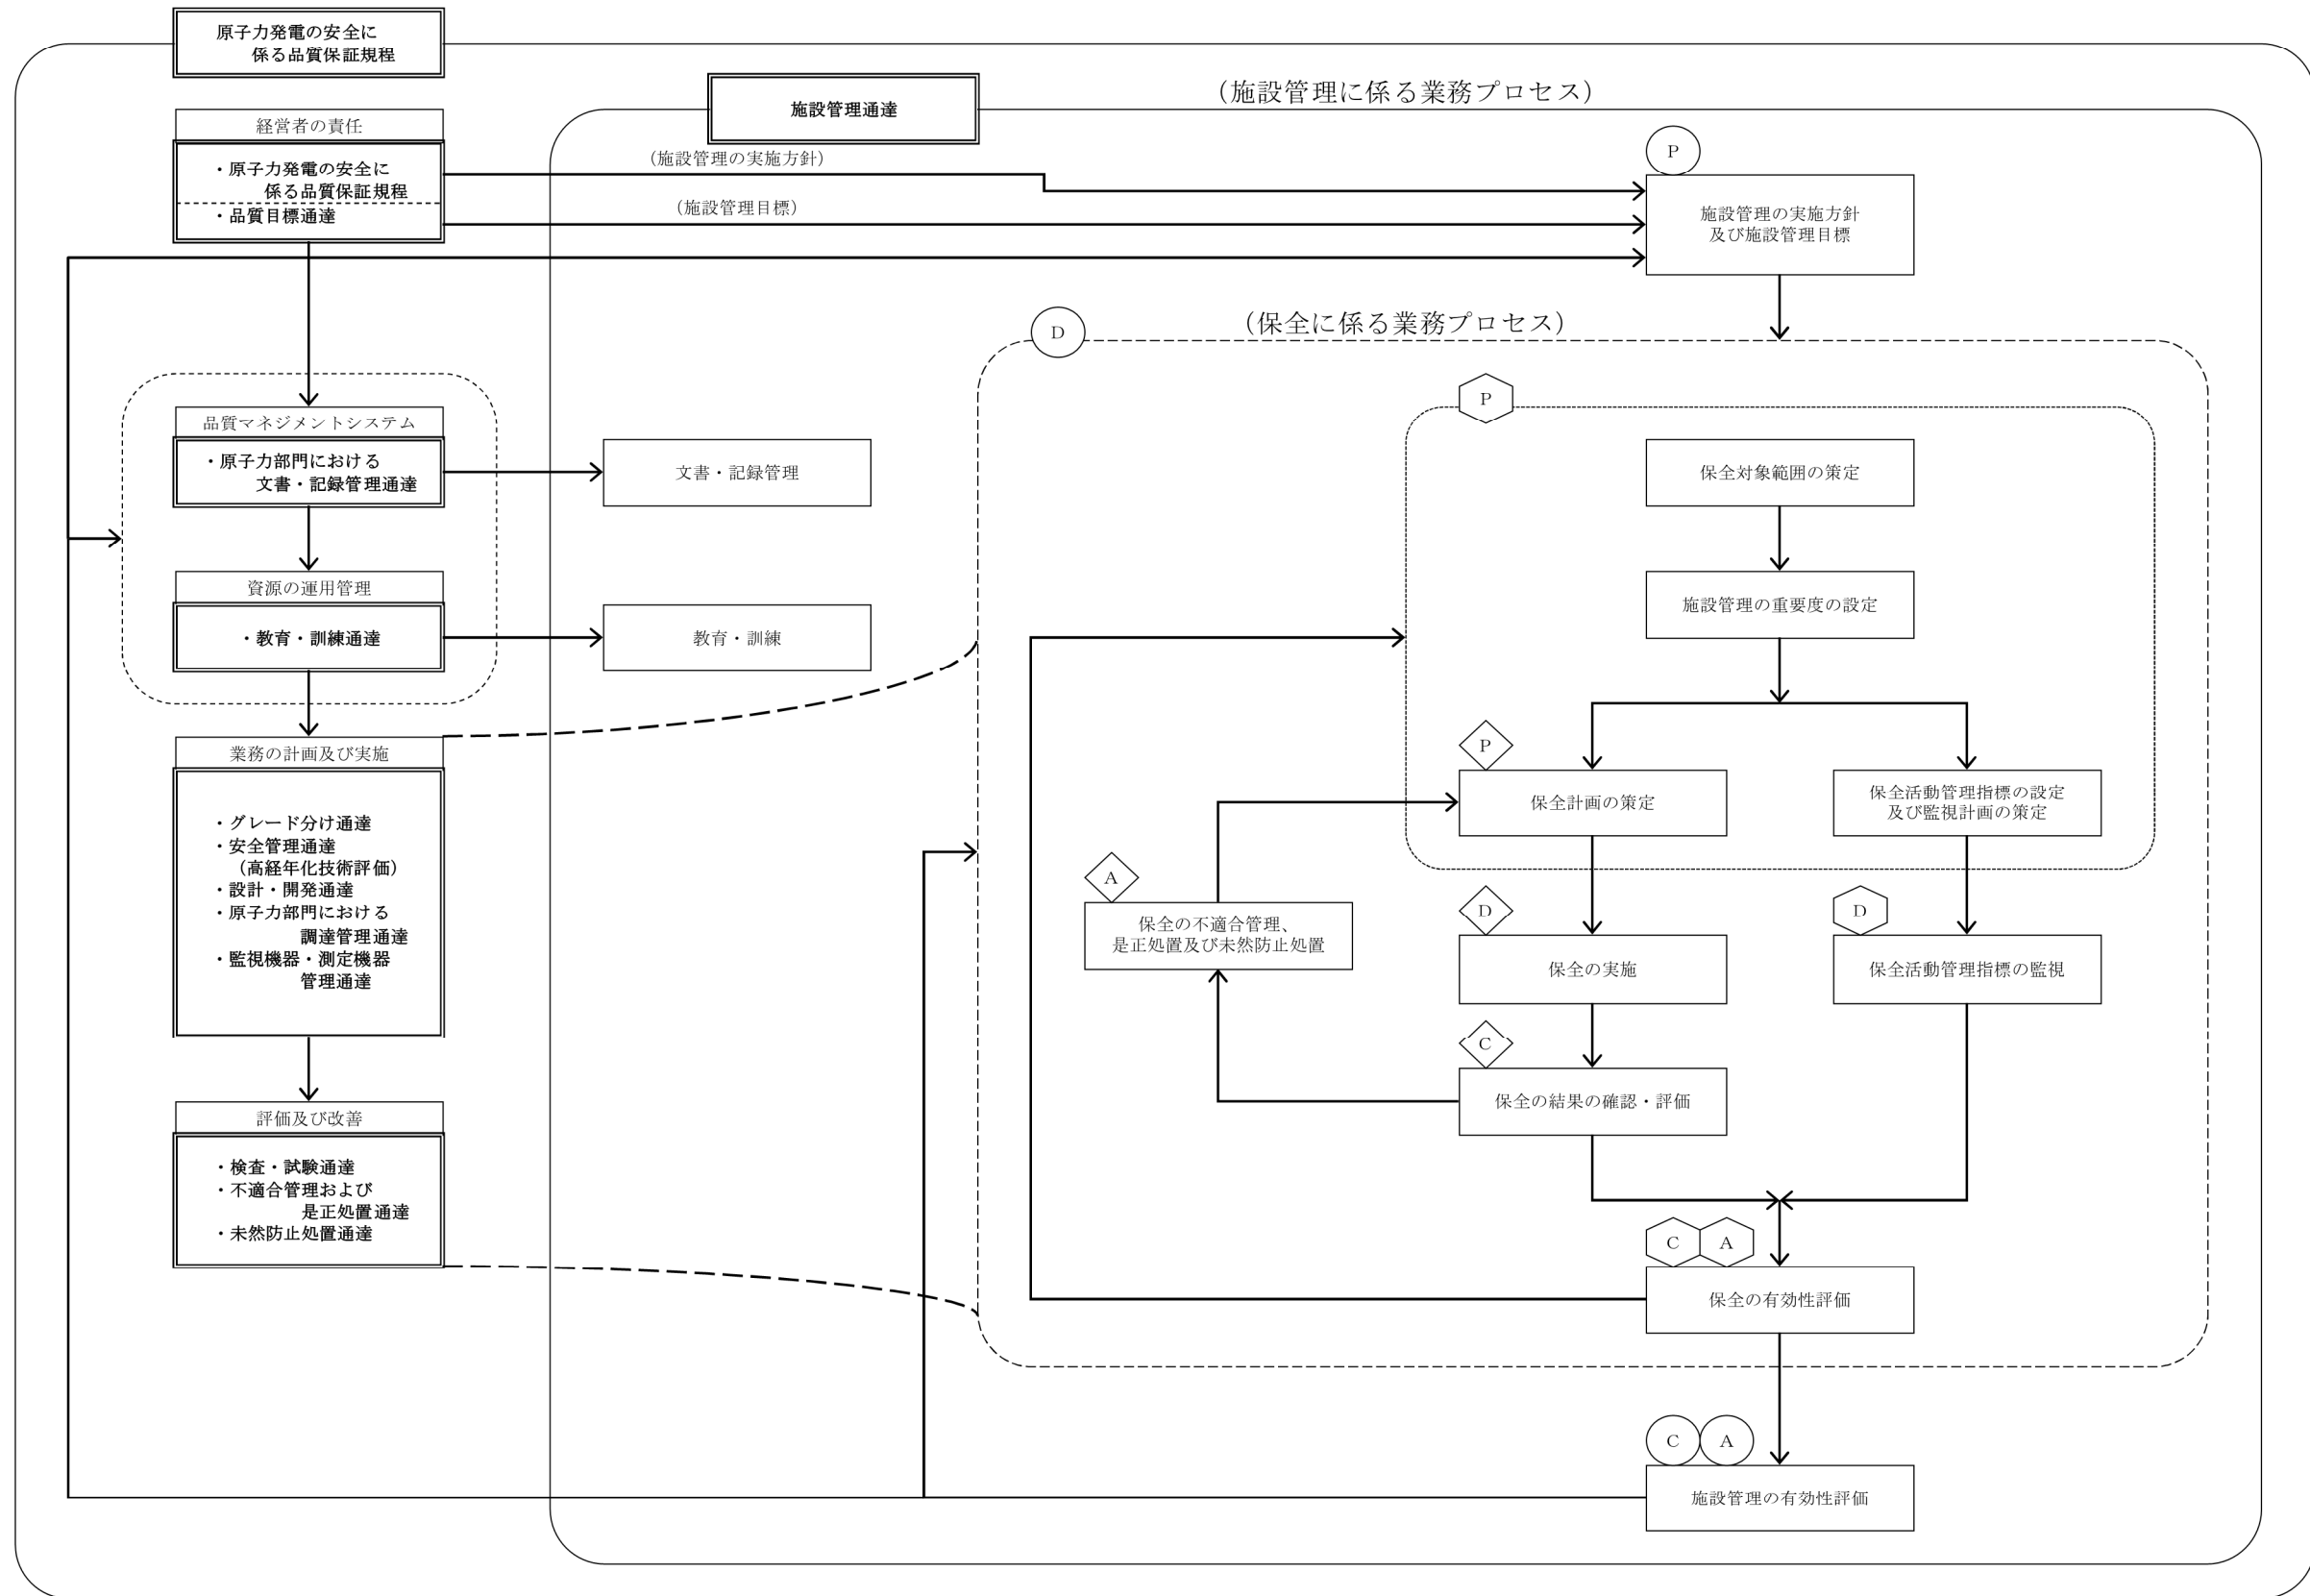 原子力発電の安全に
係る品質保証規程
施設管理通達
（施設管理に係る業務プロセス）
経営者の責任
・原子力発電の安全に
係る品質保証規程
・品質目標通達
（施設管理の実施方針）
（施設管理目標）
P
施設管理の実施方針
及び施設管理目標
D
（保全に係る業務プロセス）
品質マネジメントシステム
・原子力部門における
文書・記録管理通達
文書・記録管理
資源の運用管理
・教育・訓練通達
教育・訓練
業務の計画及び実施
・グレード分け通達
・安全管理通達
（高経年化技術評価）
・設計・開発通達
・原子力部門における
調達管理通達
・監視機器・測定機器
管理通達
評価及び改善
・検査・試験通達
・不適合管理および
是正処置通達
・未然防止処置通達
P
保全対象範囲の策定
施設管理の重要度の設定
P
保全計画の策定
保全活動管理指標の設定
及び監視計画の策定
A
保全の不適合管理、
是正処置及び未然防止処置
D
保全の実施
D
保全活動管理指標の監視
C
保全の結果の確認・評価
C
A
保全の有効性評価
C
A
施設管理の有効性評価